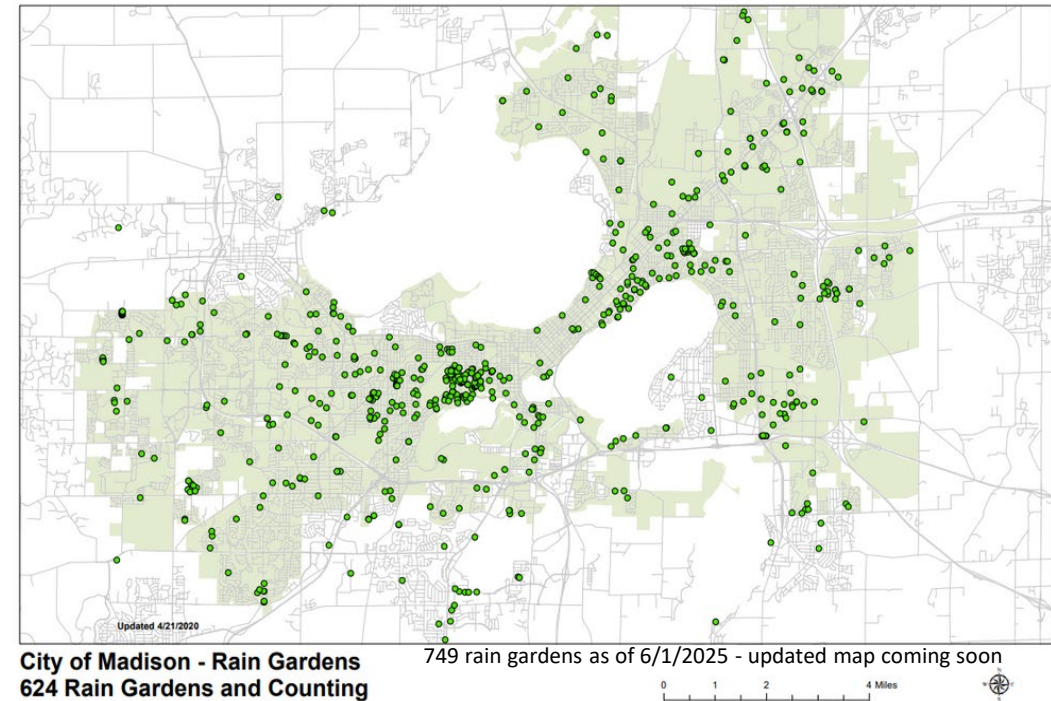 Updated 4/21/2020
City of Madison - Rain Gardens
749 rain gardens as of 6/1/2025 - updated map coming soon
624 Rain Gardens and Counting
0 1 2 4 Miles